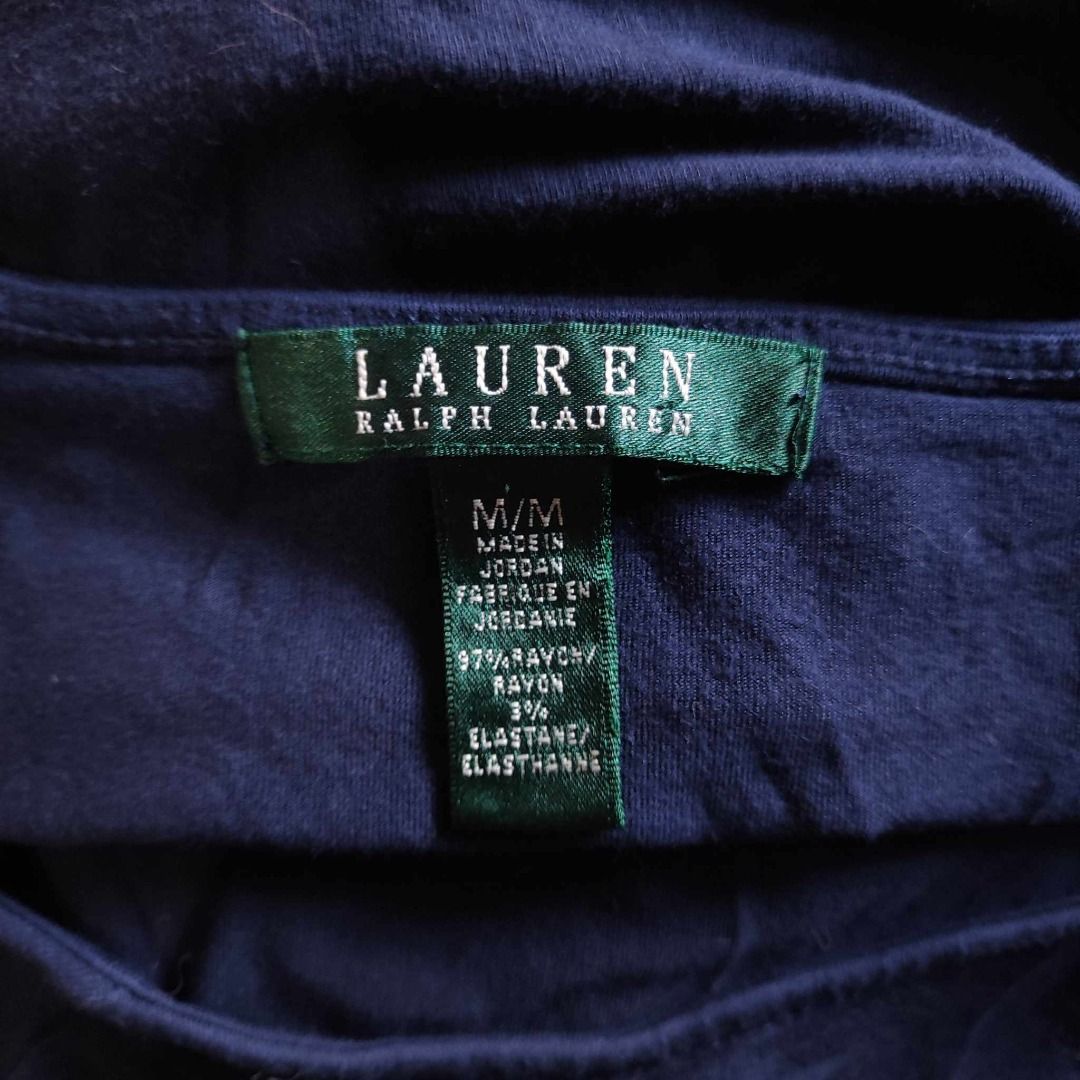 LAUREN
RALPH LAUREN
M/M
MADE IN
JORDAN
FABRIQUE EN
JORDANIE
97% RAYON/
RAYON
3%
ELASTANE/
ELASTHANNE